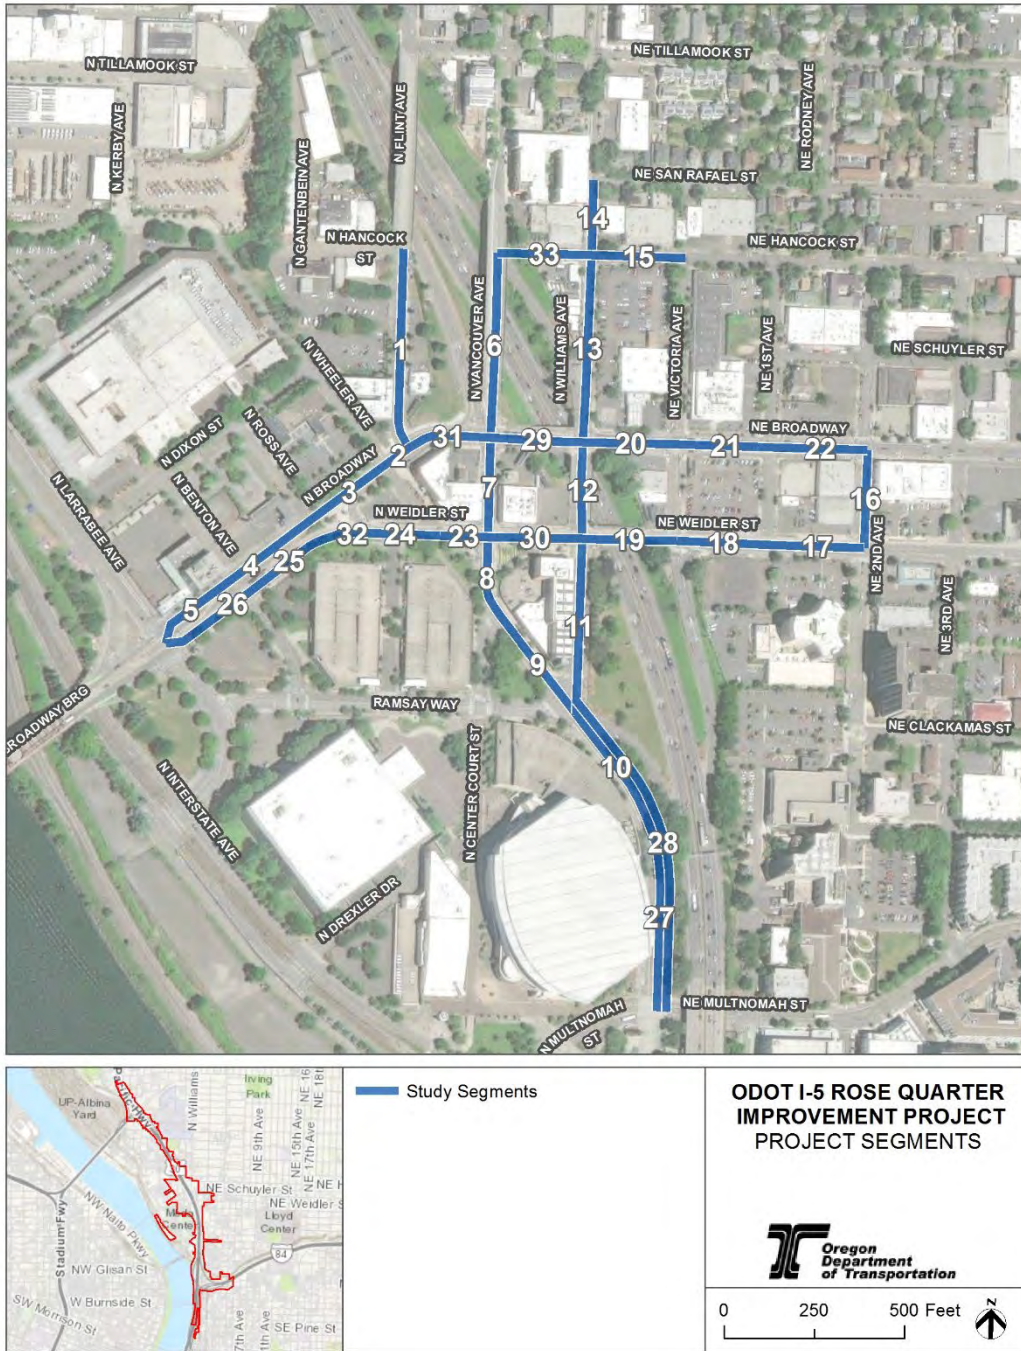 N TILLAMOOK ST
NE TILLAMOOK ST
N KERBY AVE
N FLINT AVE
NE RODNEY AVE
N GANTENBEIN AVE
NE SAN RAFAEL ST
14
N HANCOCK
ST
33
15
NE HANCOCK ST
N VANCOUVER AVE
N WILLIAMS AVE
1
6
13
NE VICTORIA AVE
NE 1ST AVE
NE SCHUYLER ST
N WHEELER AVE
N DIXON ST
N ROSS AVE
N BROADWAY
2
31
29
20
21
22
NE BROADWAY
N LARRABEE AVE
N BENTON AVE
3
7
12
16
N WEIDLER ST
NE WEIDLER ST
32
24
23
30
19
18
17
NE 2ND AVE
4
25
8
5
26
11
NE 3RD AVE
9
BROADWAY BRG
RAMSAY WAY
NE CLACKAMAS ST
N CENTER COURT ST
10
N INTERSTATE AVE
28
N DREXLER DR
27
N MULTNOMAH
ST
NE MULTNOMAH ST
UP-Albina
Yard
N Williams
Irving
Park
NE 9th Ave
NE 15th Ave
NE 17th Ave
NE 16
NE 18t
NE Schuyler St
NE H
NE Weidler S
Moda
Center
Lloyd
Center
Stadium Fwy
NW Naito Pkwy
84
NW Glisan St
W Burnside St
SW Morrison St
7th Ave
SE Pine St
Study Segments
ODOT I-5 ROSE QUARTER
IMPROVEMENT PROJECT
PROJECT SEGMENTS
Oregon
Department
of Transportation
0 250 500 Feet
N